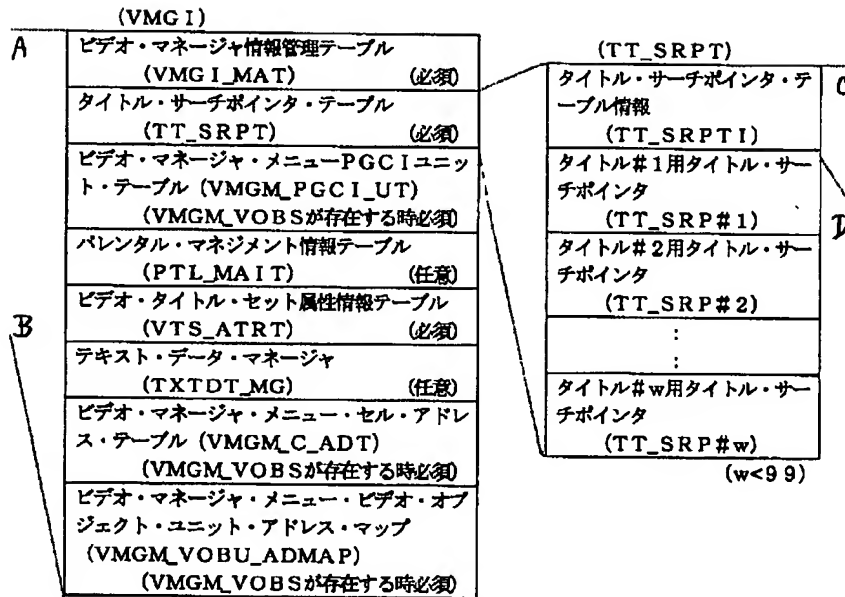 (VMGI)
A
ビデオ・マネージャ情報管理テーブル
(VMGI_MAT) (必須)
タイトル・サーチポインタ・テーブル
(TT_SRPT) (必須)
ビデオ・マネージャ・メニューPGCIユニッ
ト・テーブル (VMGM_PGCI_UT)
(VMGM_VOBSが存在する時必須)
パレンタル・マネジメント情報テーブル
(PTL_MAIT) (任意)
B
ビデオ・タイトル・セット属性情報テーブル
(VTS_ATRT) (必須)
テキスト・データ・マネージャ
(TXTDT_MG) (任意)
ビデオ・マネージャ・メニュー・セル・アドレ
ス・テーブル (VMGM_C_ADT)
(VMGM_VOBSが存在する時必須)
ビデオ・マネージャ・メニュー・ビデオ・オブ
ジェクト・ユニット・アドレス・マップ
(VMGM_VOBU_ADMAP)
(VMGM_VOBSが存在する時必須)
(TT_SRPT)
C
タイトル・サーチポインタ・テ
ーブル情報
(TT_SRPTI)
タイトル#1用タイトル・サー
チポインタ
(TT_SRP#1)
D
タイトル#2用タイトル・サー
チポインタ
(TT_SRP#2)
:
:
タイトル#w用タイトル・サー
チポインタ
(TT_SRP#w)
(w<99)